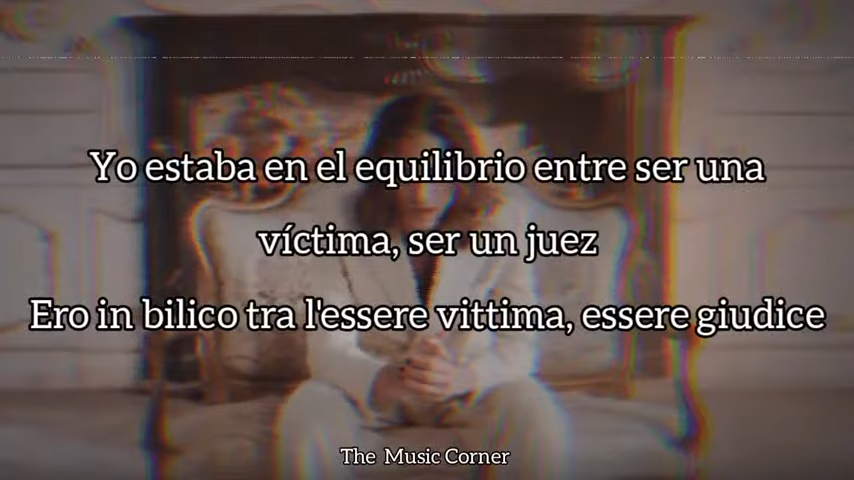 Yo estaba en el equilibrio entre ser una
víctima, ser un juez
Ero in bilico tra l'essere vittima, essere giudice
The Music Corner